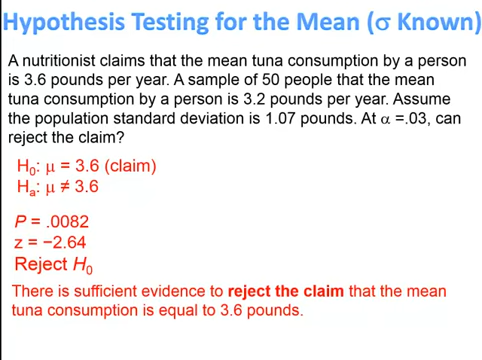 Hypothesis Testing for the Mean (σ Known)
A nutritionist claims that the mean tuna consumption by a person
is 3.6 pounds per year. A sample of 50 people that the mean
tuna consumption by a person is 3.2 pounds per year. Assume
the population standard deviation is 1.07 pounds. At α =.03, can
reject the claim?
H₀: μ = 3.6 (claim)
Hₐ: μ ≠ 3.6
P = .0082
z = −2.64
Reject H₀
There is sufficient evidence to reject the claim that the mean
tuna consumption is equal to 3.6 pounds.